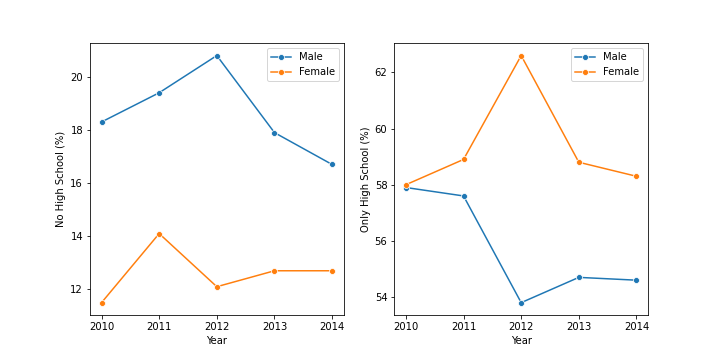 No High School (%)
20
18
16
14
12
Male
Female
2010 2011 2012 2013 2014
Year
Only High School (%)
62
60
58
56
54
Male
Female
2010 2011 2012 2013 2014
Year